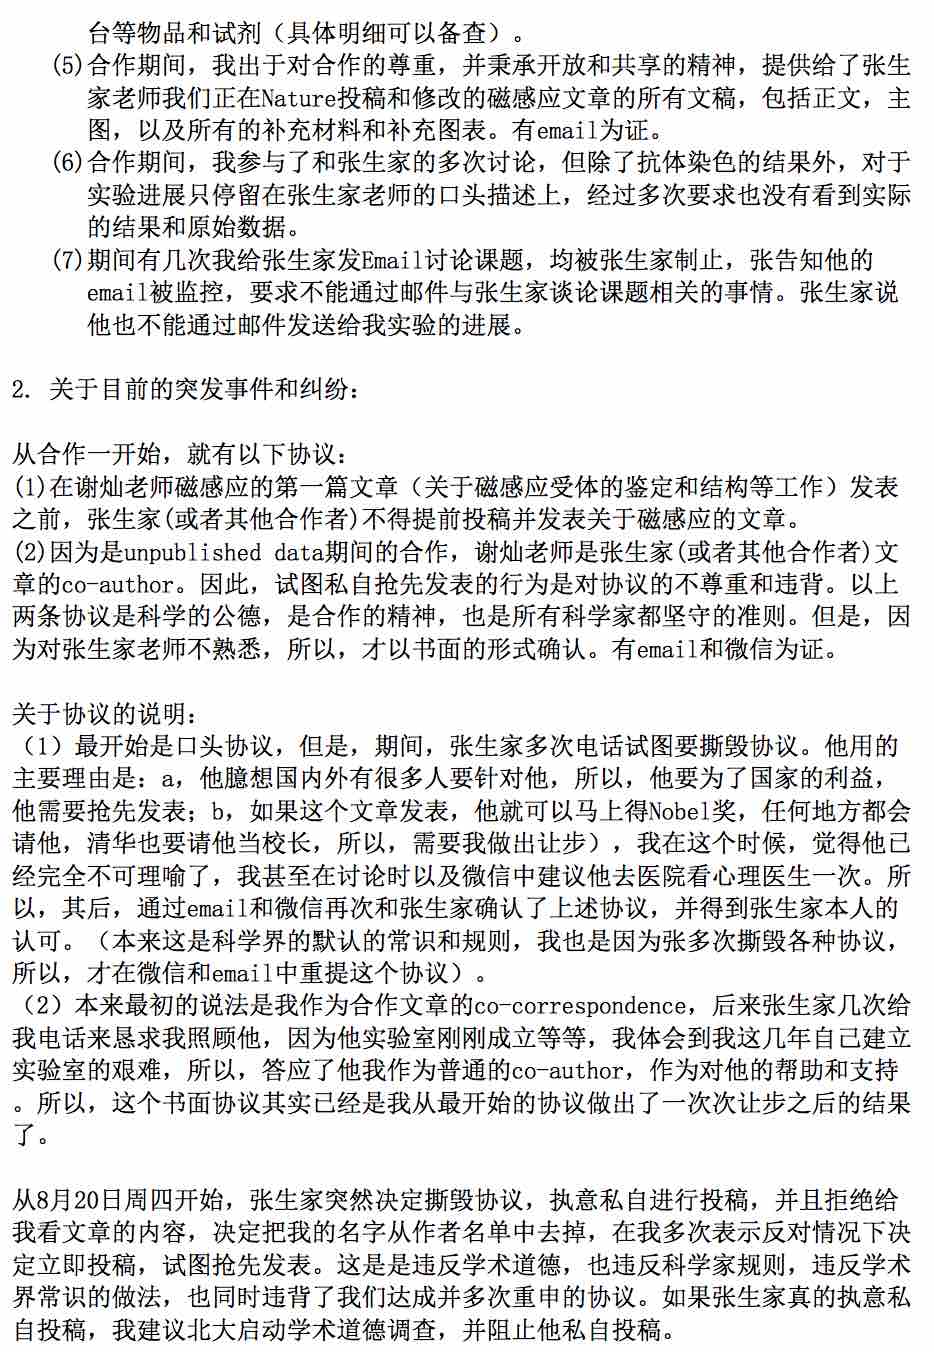 台等物品和试剂（具体明细可以备查）。
(5)合作期间，我出于对合作的尊重，并秉承开放和共享的精神，提供给了张生
家老师我们正在Nature投稿和修改的磁感应文章的所有文稿，包括正文，主
图，以及所有的补充材料和补充图表。有email为证。
(6)合作期间，我参与了和张生家的多次讨论，但除了抗体染色的结果外，对于
实验进展只停留在张生家老师的口头描述上，经过多次要求也没有看到实际
的结果和原始数据。
(7)期间有几次我给张生家发Email讨论课题，均被张生家制止，张告知他的
email被监控，要求不能通过邮件与张生家谈论课题相关的事情。张生家说
他也不能通过邮件发送给我实验的进展。
2. 关于目前的突发事件和纠纷：
从合作一开始，就有以下协议：
(1)在谢灿老师磁感应的第一篇文章（关于磁感应受体的鉴定和结构等工作）发表
之前，张生家(或者其他合作者)不得提前投稿并发表关于磁感应的文章。
(2)因为是unpublished data期间的合作，谢灿老师是张生家(或者其他合作者)文
章的co-author。因此，试图私自抢先发表的行为是对协议的不尊重和违背。以上
两条协议是科学的公德，是合作的精神，也是所有科学家都坚守的准则。但是，因
为对张生家老师不熟悉，所以，才以书面的形式确认。有email和微信为证。
关于协议的说明：
（1）最开始是口头协议，但是，期间，张生家多次电话试图要撕毁协议。他用的
主要理由是：a，他臆想国内外有很多人要针对他，所以，他要为了国家的利益，
他需要抢先发表；b，如果这个文章发表，他就可以马上得Nobel奖，任何地方都会
请他，清华也要请他当校长，所以，需要我做出让步），我在这个时候，觉得他已
经完全不可理喻了，我甚至在讨论时以及微信中建议他去医院看心理医生一次。所
以，其后，通过email和微信再次和张生家确认了上述协议，并得到张生家本人的
认可。（本来这是科学界的默认的常识和规则，我也是因为张多次撕毁各种协议，
所以，才在微信和email中重提这个协议）。
（2）本来最初的说法是我作为合作文章的co-correspondence，后来张生家几次给
我电话来恳求我照顾他，因为他实验室刚刚成立等等，我体会到我这几年自己建立
实验室的艰难，所以，答应了他我作为普通的co-author，作为对他的帮助和支持
。所以，这个书面协议其实已经是我从最开始的协议做出了一次次让步之后的结果
了。
从8月20日周四开始，张生家突然决定撕毁协议，执意私自进行投稿，并且拒绝给
我看文章的内容，决定把我的名字从作者名单中去掉，在我多次表示反对情况下决
定立即投稿，试图抢先发表。这是是违反学术道德，也违反科学家规则，违反学术
界常识的做法，也同时违背了我们达成并多次重申的协议。如果张生家真的执意私
自投稿，我建议北大启动学术道德调查，并阻止他私自投稿。